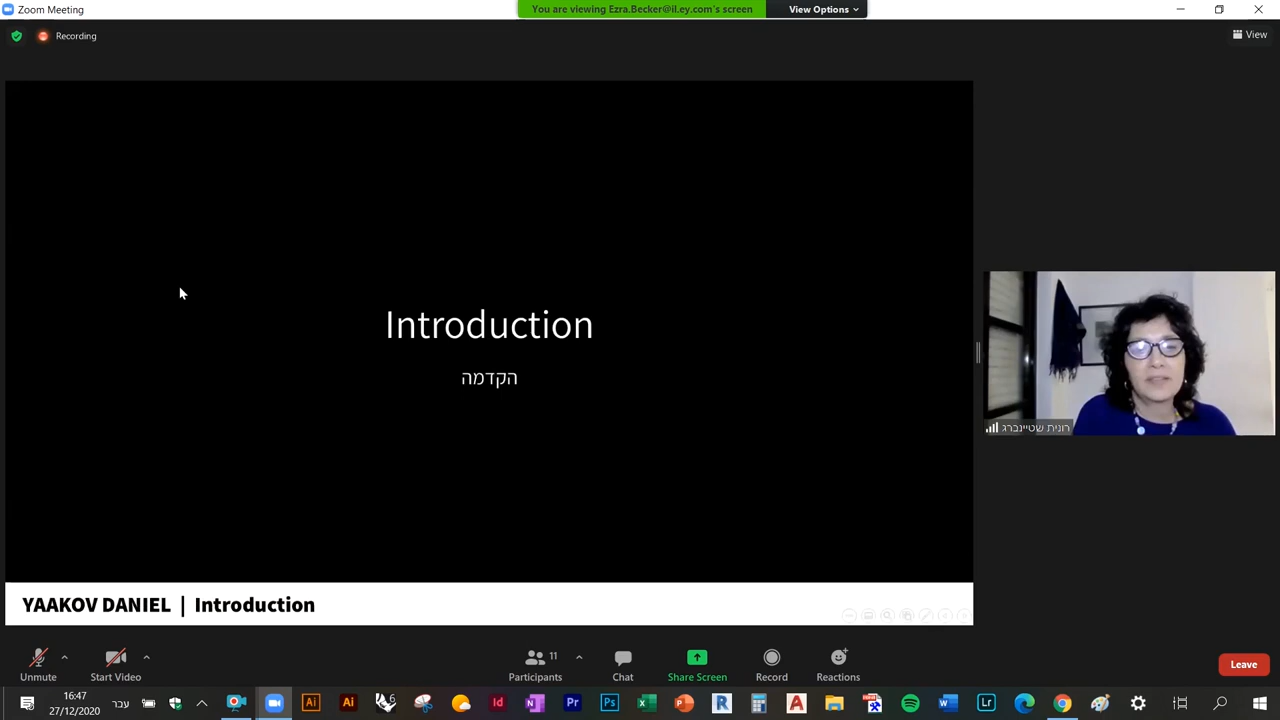 Zoom Meeting
You are viewing Ezra.Becker@il.ey.com's screen
View Options
Recording
View
Introduction
הקדמה
רונית שטיינברג
YAAKOV DANIEL | Introduction
Unmute
Start Video
Participants
11
Chat
Share Screen
Record
Reactions
Leave
16:47
27/12/2020
עבר